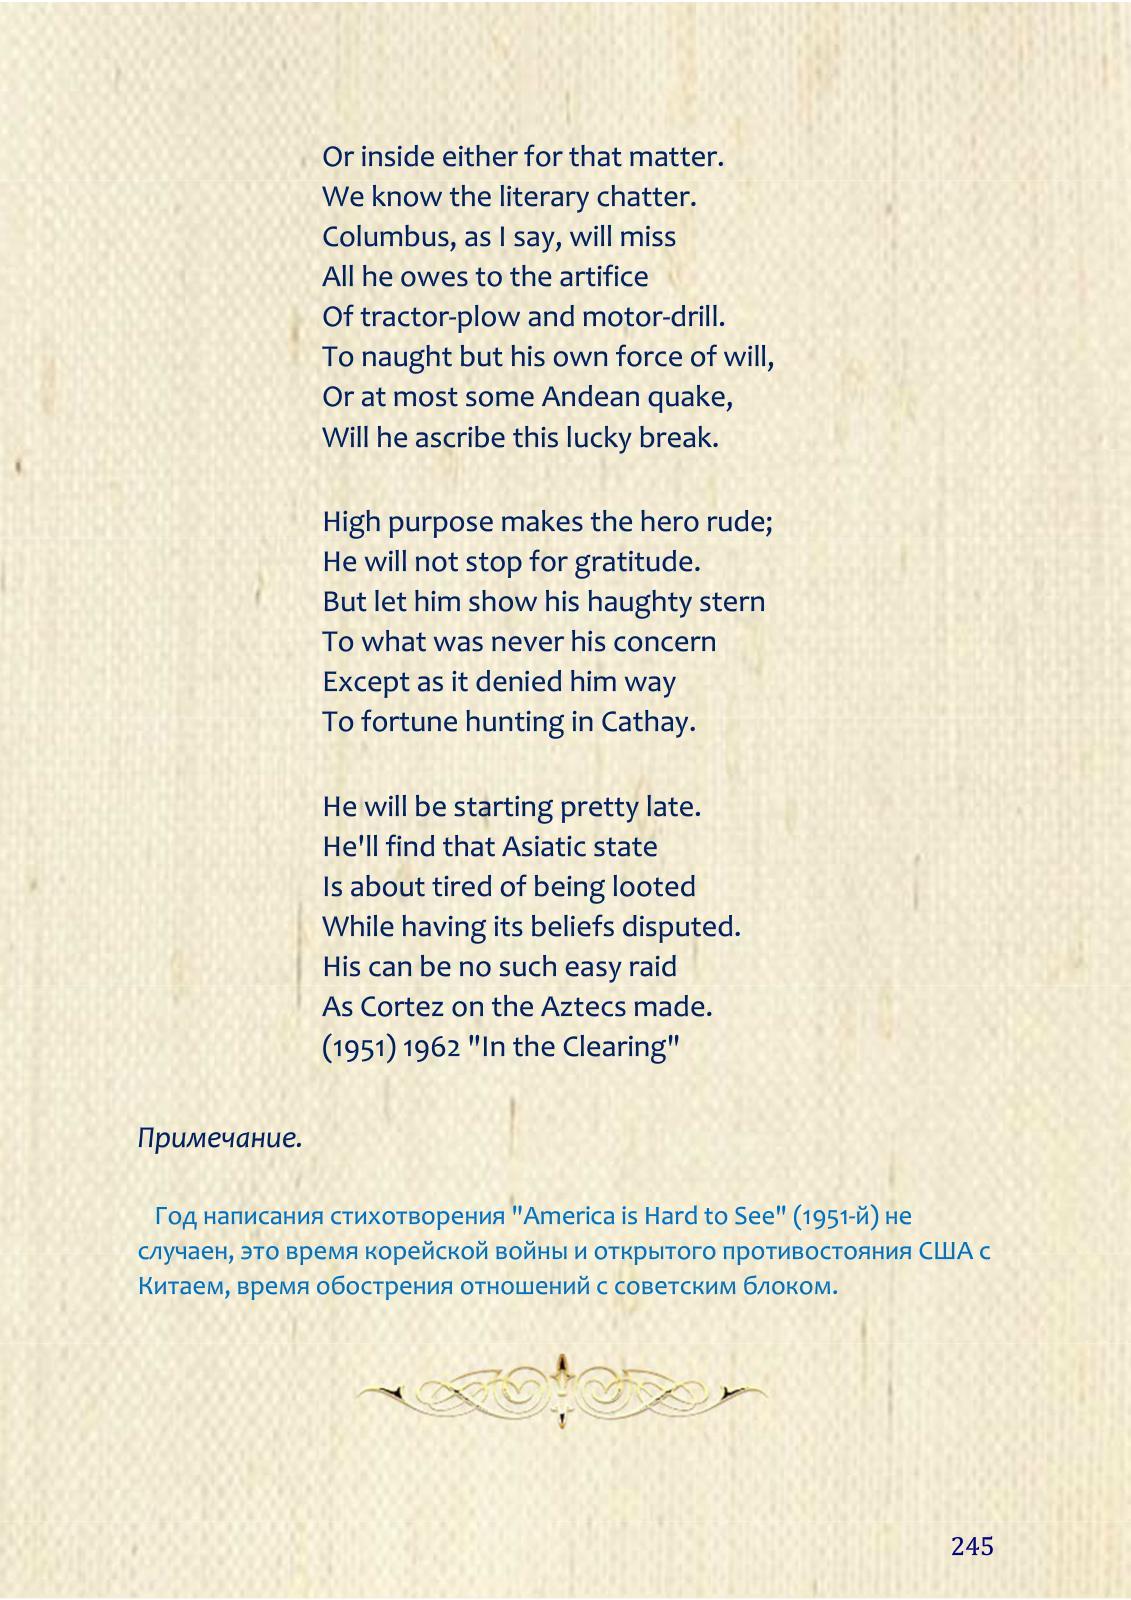 Or inside either for that matter.
We know the literary chatter.
Columbus, as I say, will miss
All he owes to the artifice
Of tractor-plow and motor-drill.
To naught but his own force of will,
Or at most some Andean quake,
Will he ascribe this lucky break.
High purpose makes the hero rude;
He will not stop for gratitude.
But let him show his haughty stern
To what was never his concern
Except as it denied him way
To fortune hunting in Cathay.
He will be starting pretty late.
He'll find that Asiatic state
Is about tired of being looted
While having its beliefs disputed.
His can be no such easy raid
As Cortez on the Aztecs made.
(1951) 1962 "In the Clearing"
Примечание.
Год написания стихотворения "America is Hard to See" (1951-й) не
случаен, это время корейской войны и открытого противостояния США с
Китаем, время обострения отношений с советским блоком.
245